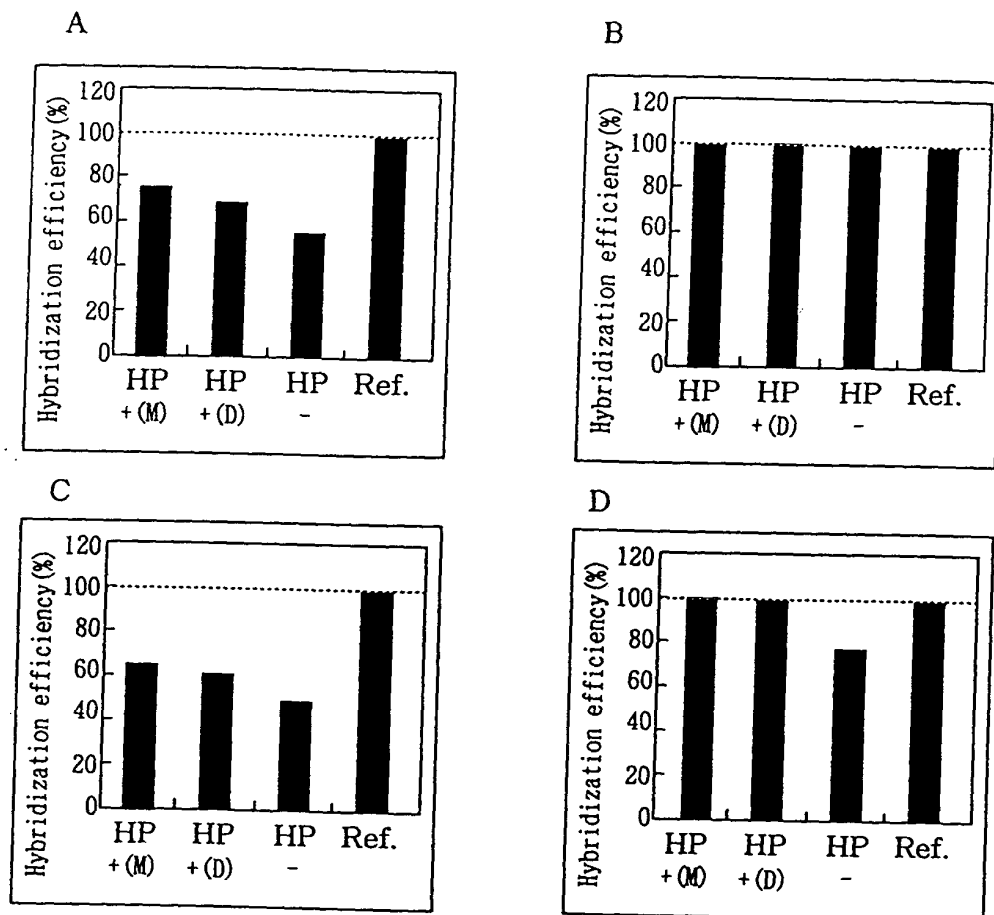 A
Hybridization efficiency(%)
120
100
80
60
40
20
0
HP HP HP Ref.
+(M) +(D) -
B
Hybridization efficiency(%)
120
100
80
60
40
20
0
HP HP HP Ref.
+(M) +(D) -
C
Hybridization efficiency(%)
120
100
80
60
40
20
0
HP HP HP Ref.
+(M) +(D) -
D
Hybridization efficiency(%)
120
100
80
60
40
20
0
HP HP HP Ref.
+(M) +(D) -